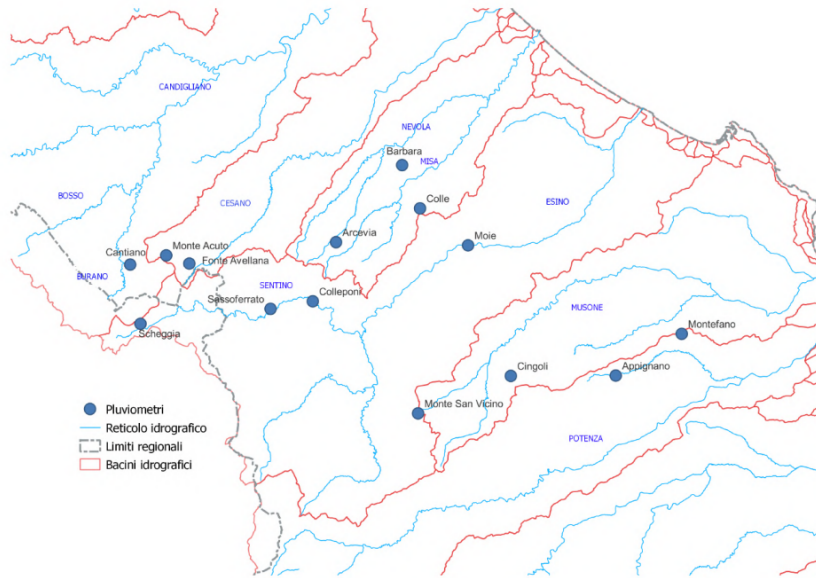 CANDIGLIANO
NEVOLA
MISA
Barbara
BOSSO
CESANO
Colle
ESINO
Arcevia
Moie
Monte Acuto
Cantiano
Fonte Avellana
BURANO
SENTINO
Colleponi
Sassoferrato
MUSONE
Scheggia
Montefano
Cingoli
Appignano
Monte San Vicino
POTENZA
Pluviometri
Reticolo idrografico
Limiti regionali
Bacini idrografici